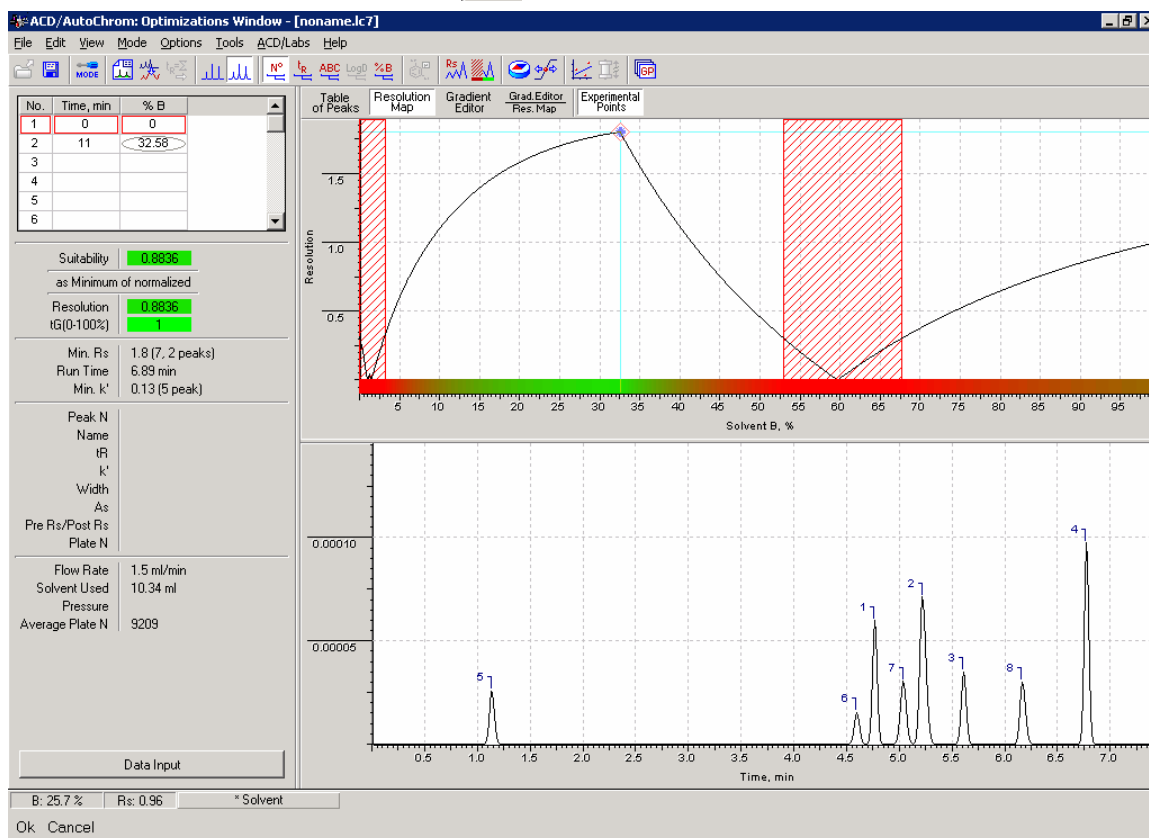 ACD/AutoChrom: Optimizations Window - [noname.lc7]
File Edit View Mode Options Tools ACD/Labs Help
MODE tR N° tR ABC LogD %B Rs GP
Table of Peaks Resolution Map Gradient Editor Grad.Editor Res. Map Experimental Points
No. Time, min % B
1 0 0
2 11 32.58
3
4
5
6
Suitability 0.8836
as Minimum of normalized
Resolution 0.8836
tG(0-100%) 1
Min. Rs 1.8 (7, 2 peaks)
Run Time 6.89 min
Min. k' 0.13 (5 peak)
Peak N
Name
tR
k'
Width
As
Pre Rs/Post Rs
Plate N
Flow Rate 1.5 ml/min
Solvent Used 10.34 ml
Pressure
Average Plate N 9209
Data Input
Resolution
1.5
1.0
0.5
5 10 15 20 25 30 35 40 45 50 55 60 65 70 75 80 85 90 95
Solvent B, %
0.00010
0.00005
5 6 1 7 2 3 8 4
0.5 1.0 1.5 2.0 2.5 3.0 3.5 4.0 4.5 5.0 5.5 6.0 6.5 7.0
Time, min
B: 25.7 % Rs: 0.96 * Solvent
Ok Cancel